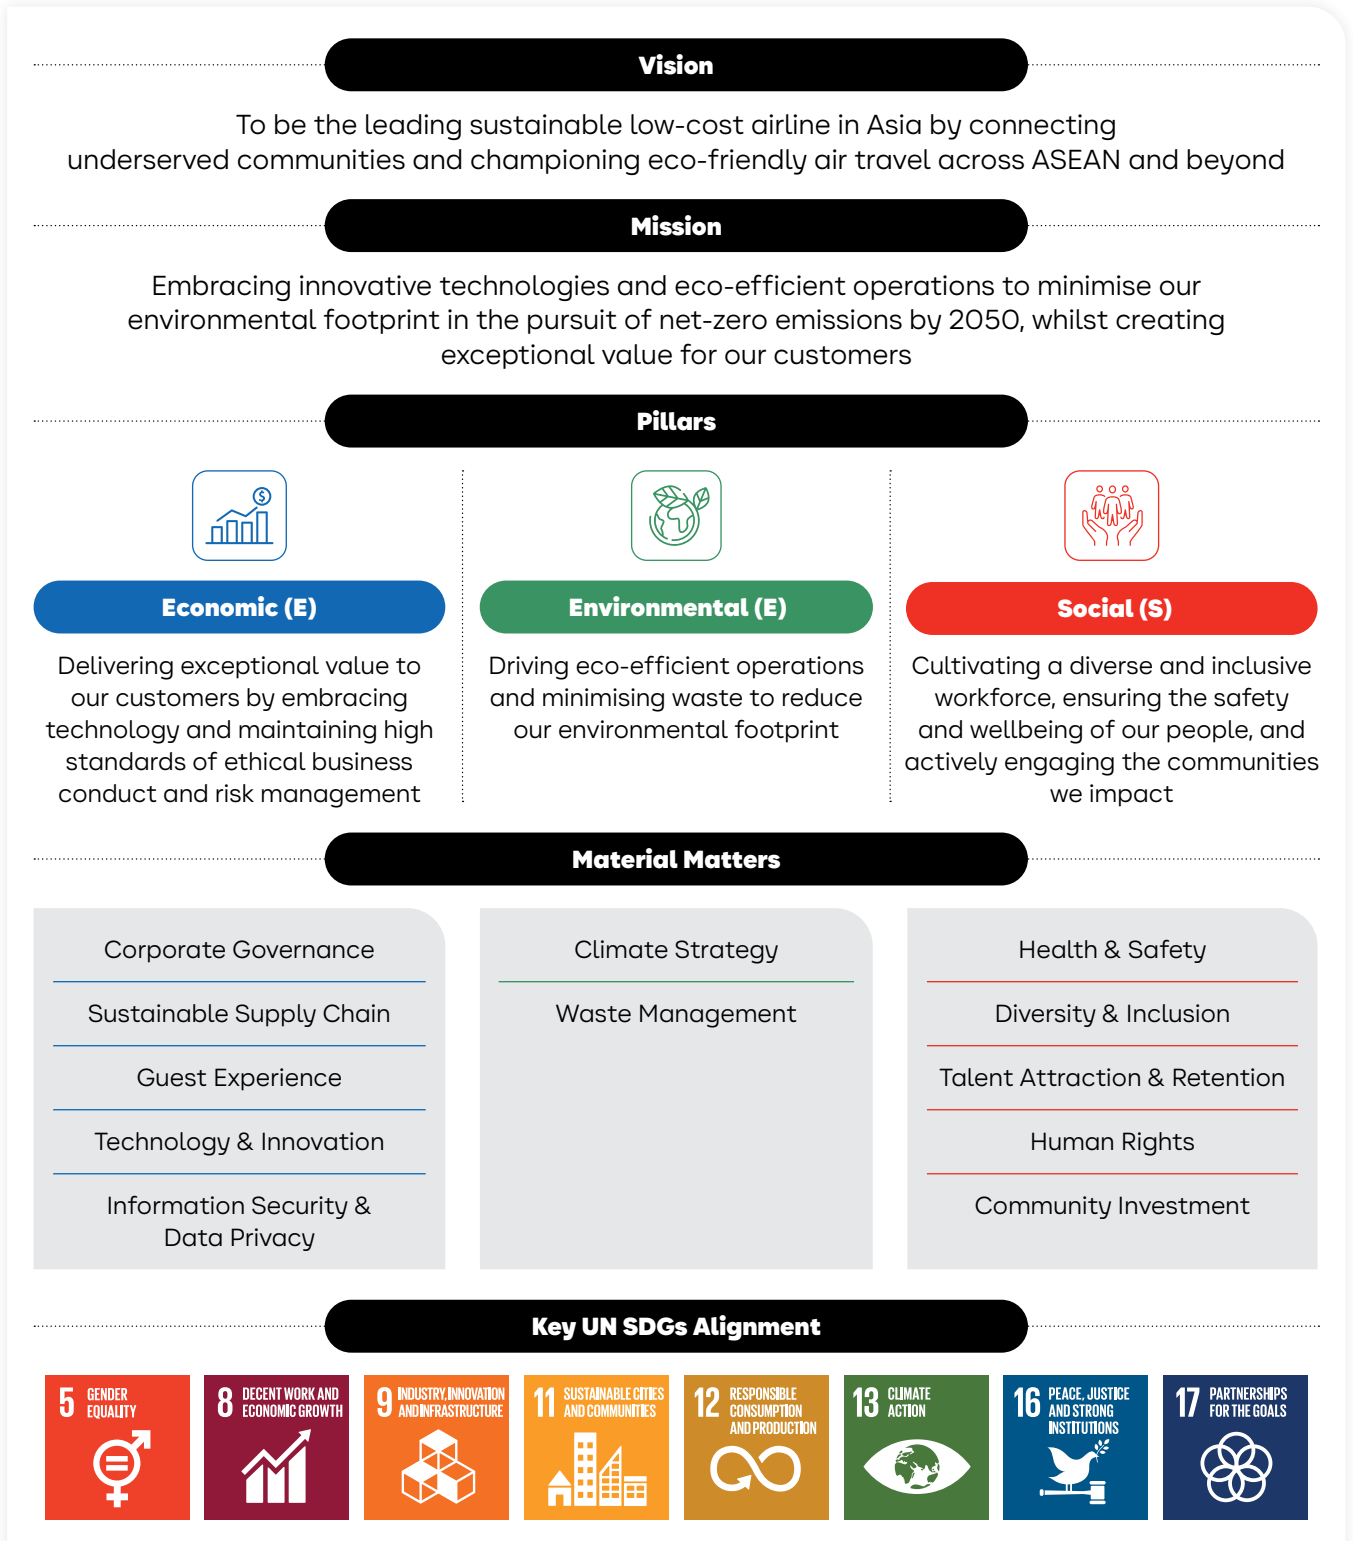 Vision
To be the leading sustainable low-cost airline in Asia by connecting
underserved communities and championing eco-friendly air travel across ASEAN and beyond
Mission
Embracing innovative technologies and eco-efficient operations to minimise our
environmental footprint in the pursuit of net-zero emissions by 2050, whilst creating
exceptional value for our customers
Pillars
$
Economic (E)
Delivering exceptional value to
our customers by embracing
technology and maintaining high
standards of ethical business
conduct and risk management
Environmental (E)
Driving eco-efficient operations
and minimising waste to reduce
our environmental footprint
Social (S)
Cultivating a diverse and inclusive
workforce, ensuring the safety
and wellbeing of our people, and
actively engaging the communities
we impact
Material Matters
Corporate Governance
Sustainable Supply Chain
Guest Experience
Technology & Innovation
Information Security &
Data Privacy
Climate Strategy
Waste Management
Health & Safety
Diversity & Inclusion
Talent Attraction & Retention
Human Rights
Community Investment
Key UN SDGs Alignment
5 GENDER
EQUALITY
8 DECENT WORK AND
ECONOMIC GROWTH
9 INDUSTRY, INNOVATION
AND INFRASTRUCTURE
11 SUSTAINABLE CITIES
AND COMMUNITIES
12 RESPONSIBLE
CONSUMPTION
AND PRODUCTION
13 CLIMATE
ACTION
16 PEACE, JUSTICE
AND STRONG
INSTITUTIONS
17 PARTNERSHIPS
FOR THE GOALS